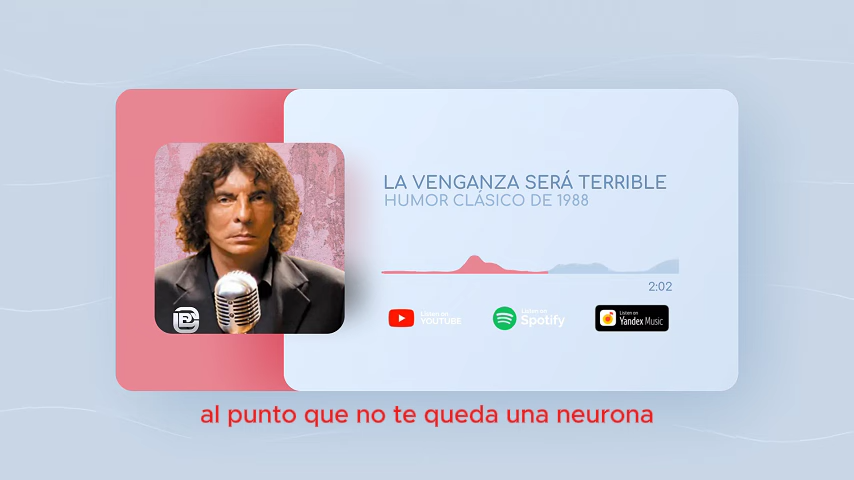 LA VENGANZA SERÁ TERRIBLE
HUMOR CLÁSICO DE 1988
2:02
Listen on
YOUTUBE
Listen on
Spotify
Listen on
Yandex Music
al punto que no te queda una neurona